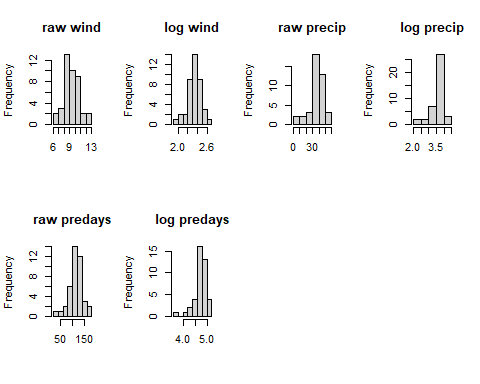 raw wind
Frequency
0 4 8 12
6 9 13
log wind
Frequency
0 4 8 12
2.0 2.6
raw precip
Frequency
0 5 10
0 30
log precip
Frequency
0 10 20
2.0 3.5
raw predays
Frequency
0 4 8 12
50 150
log predays
Frequency
0 5 10 15
4.0 5.0